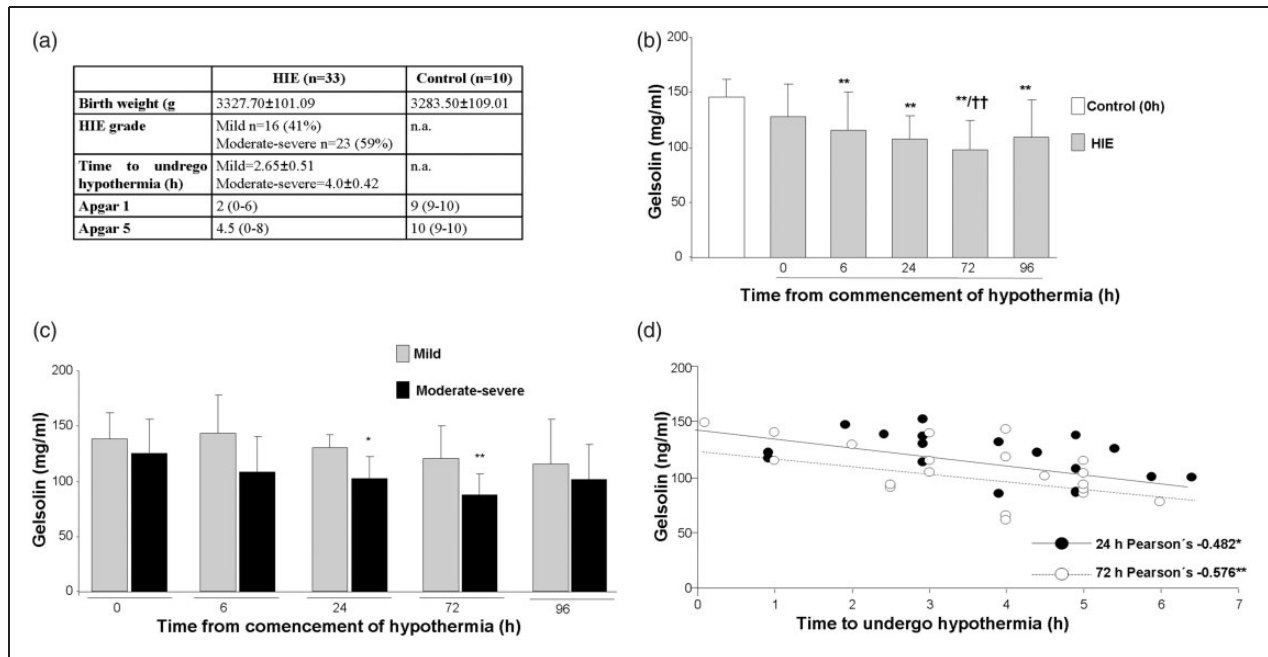 (a)
HIE (n=33) Control (n=10)
Birth weight (g 3327.70±101.09 3283.50±109.01
HIE grade Mild n=16 (41%) n.a.
Moderate-severe n=23 (59%)
Time to undrego Mild=2.65±0.51 n.a.
hypothermia (h) Moderate-severe=4.0±0.42
Apgar 1 2 (0-6) 9 (9-10)
Apgar 5 4.5 (0-8) 10 (9-10)
(b)
200
150
100
50
0
Gelsolin (mg/ml)
** ** **/†† **
Control (0h)
HIE
0 6 24 72 96
Time from commencement of hypothermia (h)
(c)
Mild
Moderate-severe
200
150
100
50
0
Gelsolin (mg/ml)
* **
0 6 24 72 96
Time from comencement of hypothermia (h)
(d)
200
150
100
50
0
Gelsolin (mg/ml)
24 h Pearson´s -0.482*
72 h Pearson´s -0.576**
0 1 2 3 4 5 6 7
Time to undergo hypothermia (h)